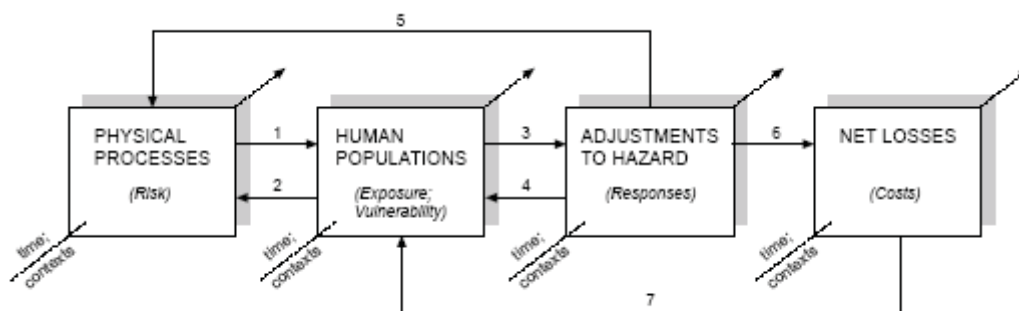 5
PHYSICAL
PROCESSES
(Risk)
1
2
HUMAN
POPULATIONS
(Exposure;
Vulnerability)
3
4
ADJUSTMENTS
TO HAZARD
(Responses)
6
NET LOSSES
(Costs)
time;
contexts
time;
contexts
time;
contexts
time;
contexts
7